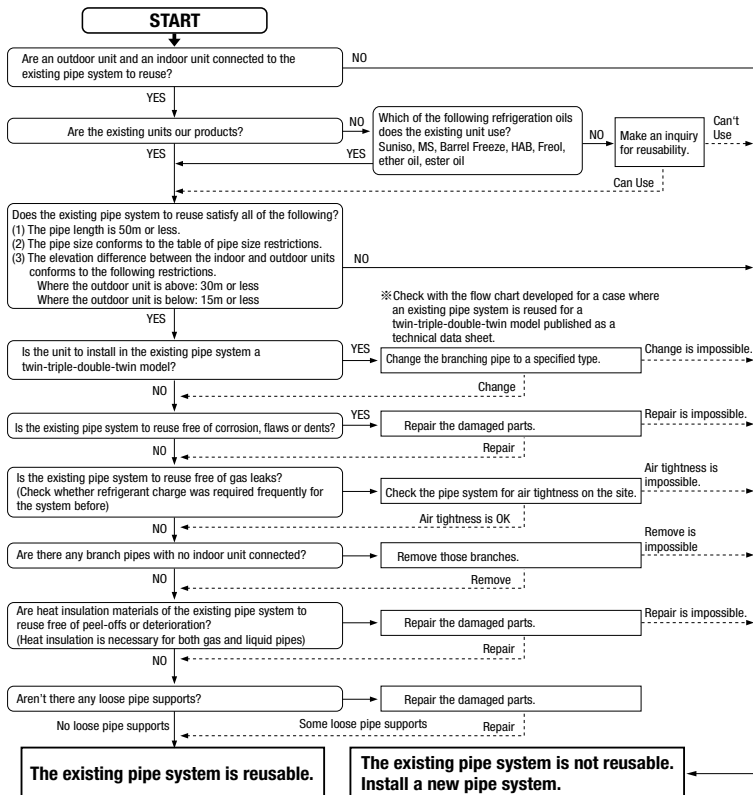 START
Are an outdoor unit and an indoor unit connected to the
existing pipe system to reuse?
NO
YES
Are the existing units our products?
NO
YES
Which of the following refrigeration oils
does the existing unit use?
Suniso, MS, Barrel Freeze, HAB, Freol,
ether oil, ester oil
NO
Make an inquiry
for reusability.
Can't
Use
YES
Can Use
Does the existing pipe system to reuse satisfy all of the following?
(1) The pipe length is 50m or less.
(2) The pipe size conforms to the table of pipe size restrictions.
(3) The elevation difference between the indoor and outdoor units
conforms to the following restrictions.
Where the outdoor unit is above: 30m or less
Where the outdoor unit is below: 15m or less
NO
YES
※Check with the flow chart developed for a case where
an existing pipe system is reused for a
twin-triple-double-twin model published as a
technical data sheet.
Is the unit to install in the existing pipe system a
twin-triple-double-twin model?
YES
Change the branching pipe to a specified type.
Change is impossible.
NO
Change
Is the existing pipe system to reuse free of corrosion, flaws or dents?
YES
Repair the damaged parts.
Repair is impossible.
NO
Repair
Is the existing pipe system to reuse free of gas leaks?
(Check whether refrigerant charge was required frequently for
the system before)
Check the pipe system for air tightness on the site.
Air tightness is
impossible.
NO
Air tightness is OK
Are there any branch pipes with no indoor unit connected?
Remove those branches.
Remove is
impossible
NO
Remove
Are heat insulation materials of the existing pipe system to
reuse free of peel-offs or deterioration?
(Heat insulation is necessary for both gas and liquid pipes)
Repair the damaged parts.
Repair is impossible.
NO
Repair
Aren't there any loose pipe supports?
Repair the damaged parts.
No loose pipe supports
Some loose pipe supports
Repair
The existing pipe system is reusable.
The existing pipe system is not reusable.
Install a new pipe system.